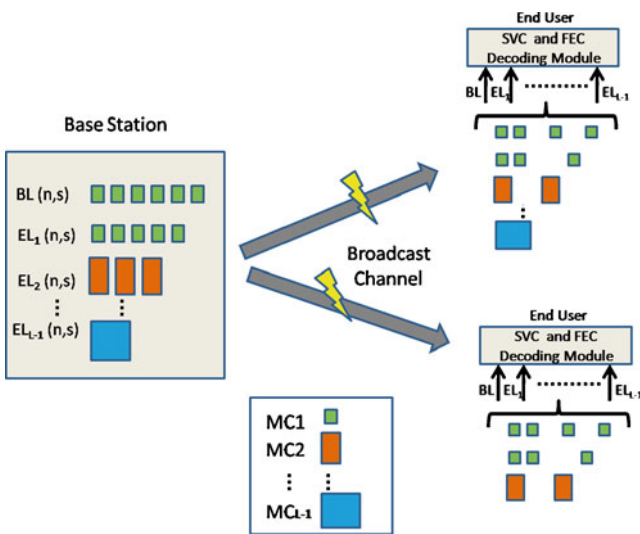 End User
SVC and FEC
Decoding Module
BL EL1 ELL-1
Base Station
BL (n,s)
EL1 (n,s)
EL2 (n,s)
ELL-1 (n,s)
Broadcast
Channel
End User
SVC and FEC
Decoding Module
BL EL1 ELL-1
MC1
MC2
MCL-1